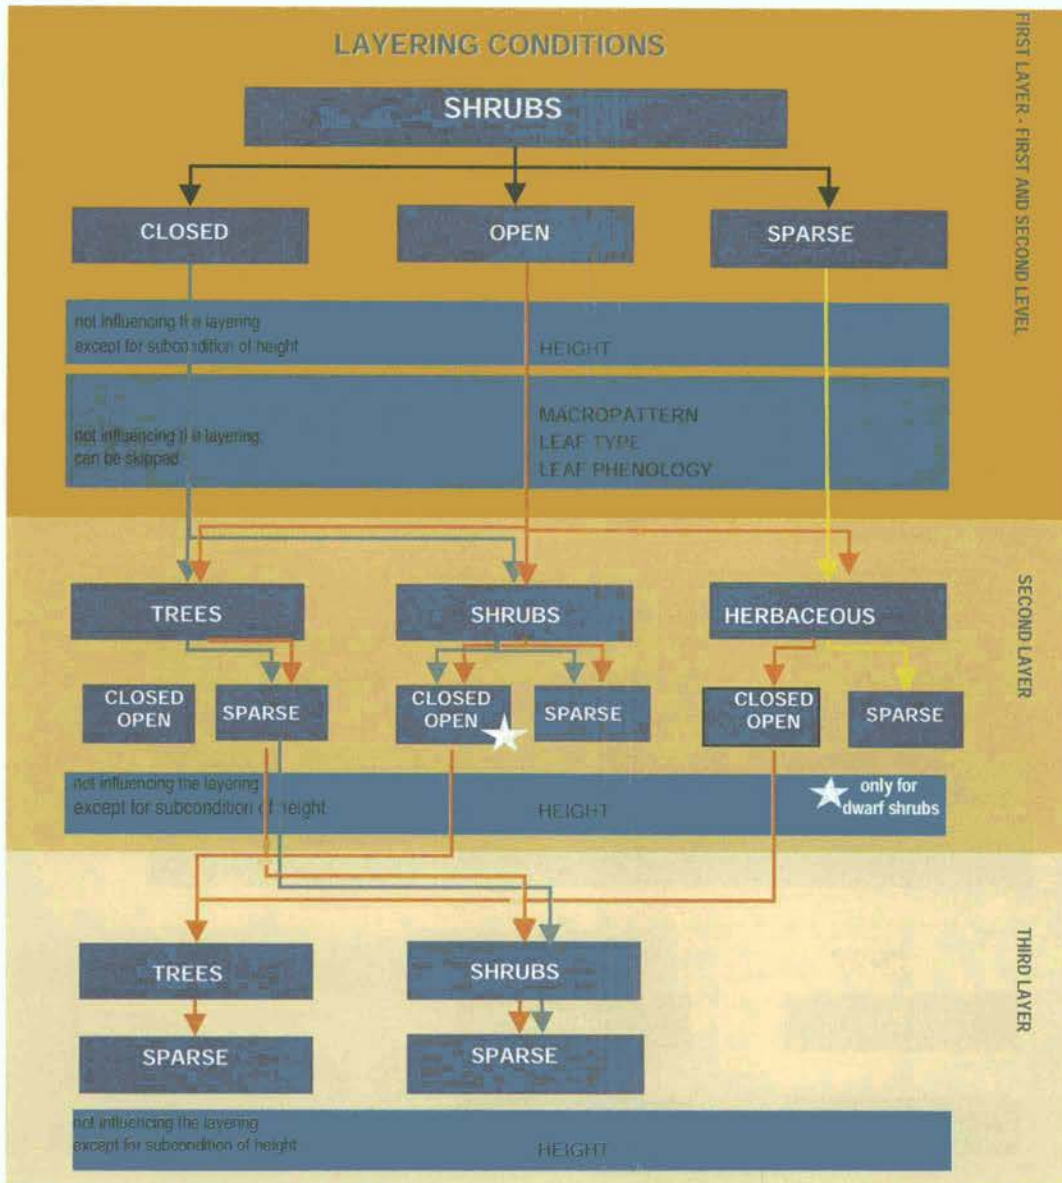 LAYERING CONDITIONS
SHRUBS
CLOSED
OPEN
SPARSE
not influencing the layering
except for subcondition of height
HEIGHT
not influencing the layering
can be skipped
MACROPATTERN
LEAF TYPE
LEAF PHENOLOGY
FIRST LAYER - FIRST AND SECOND LEVEL
TREES
SHRUBS
HERBACEOUS
CLOSED
OPEN
SPARSE
CLOSED
OPEN
SPARSE
CLOSED
OPEN
SPARSE
not influencing the layering
except for subcondition of height
HEIGHT
only for
dwarf shrubs
SECOND LAYER
TREES
SHRUBS
SPARSE
SPARSE
not influencing the layering
except for subcondition of height
HEIGHT
THIRD LAYER